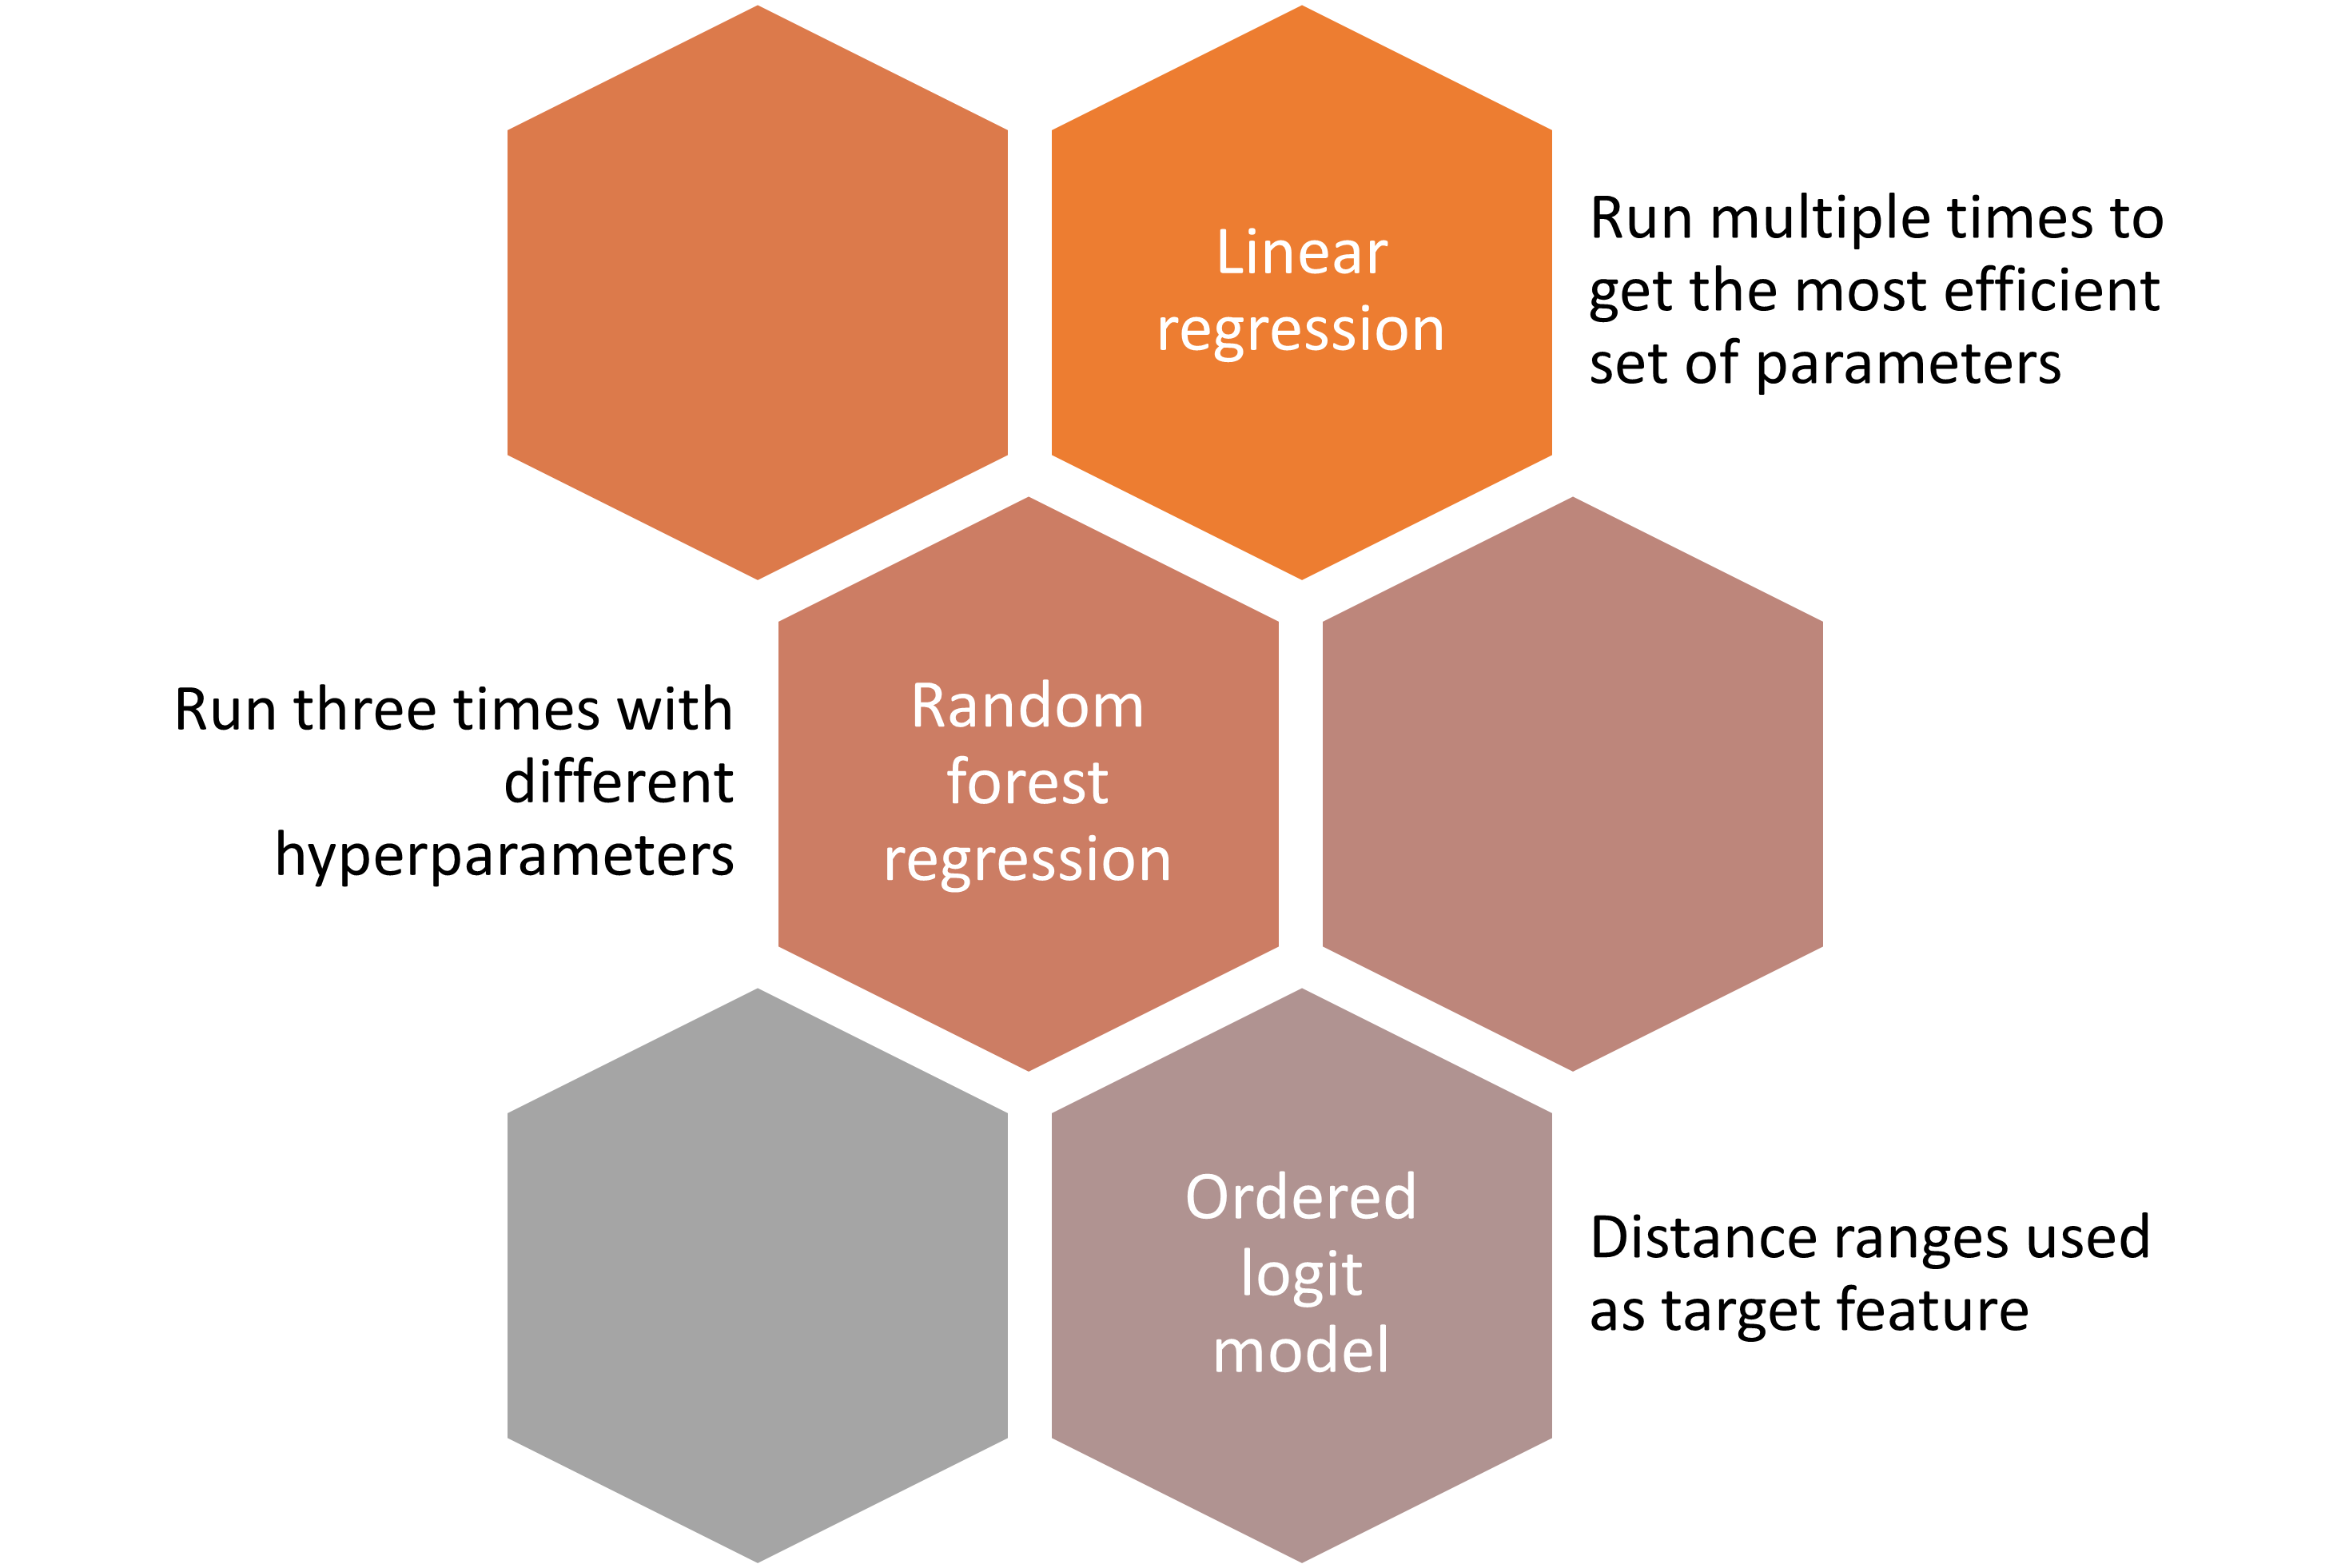 Linear
regression
Run multiple times to
get the most efficient
set of parameters
Run three times with
different
hyperparameters
Random
forest
regression
Ordered
logit
model
Distance ranges used
as target feature